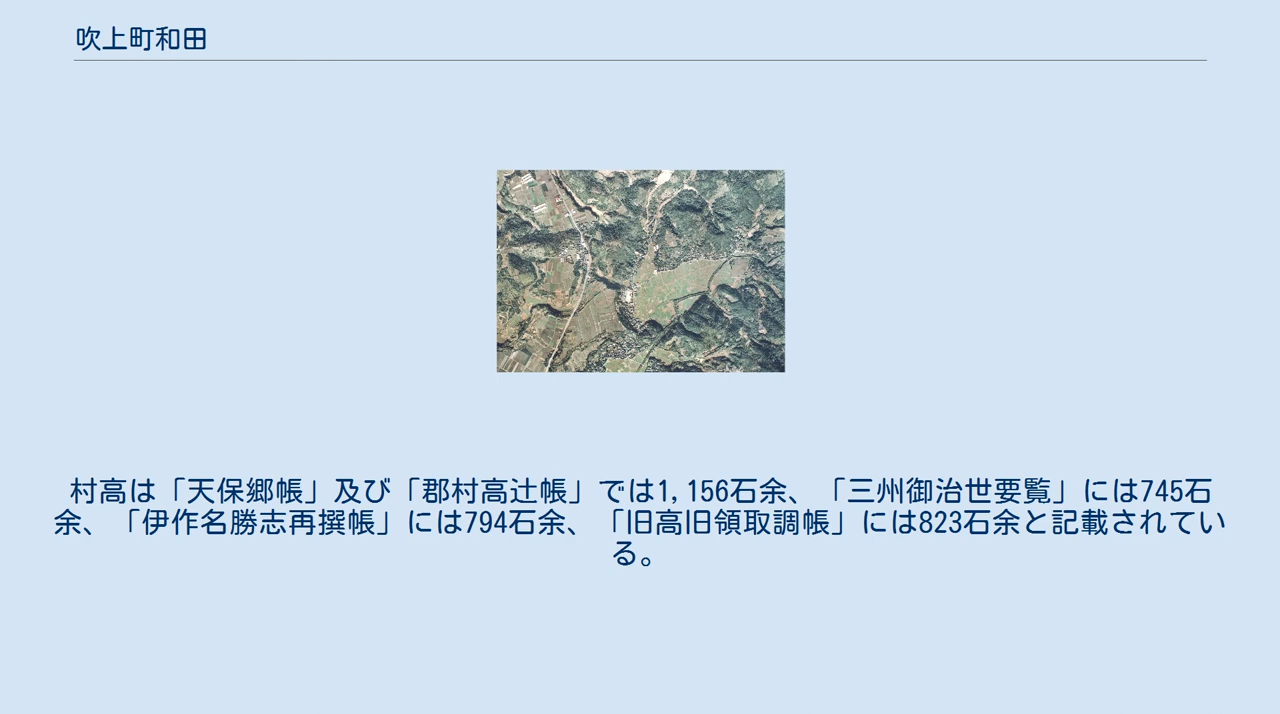 吹上町和田
村高は「天保郷帳」及び「郡村高辻帳」では1,156石余、「三州御治世要覧」には745石
余、「伊作名勝志再撰帳」には794石余、「旧高旧領取調帳」には823石余と記載されてい
る。